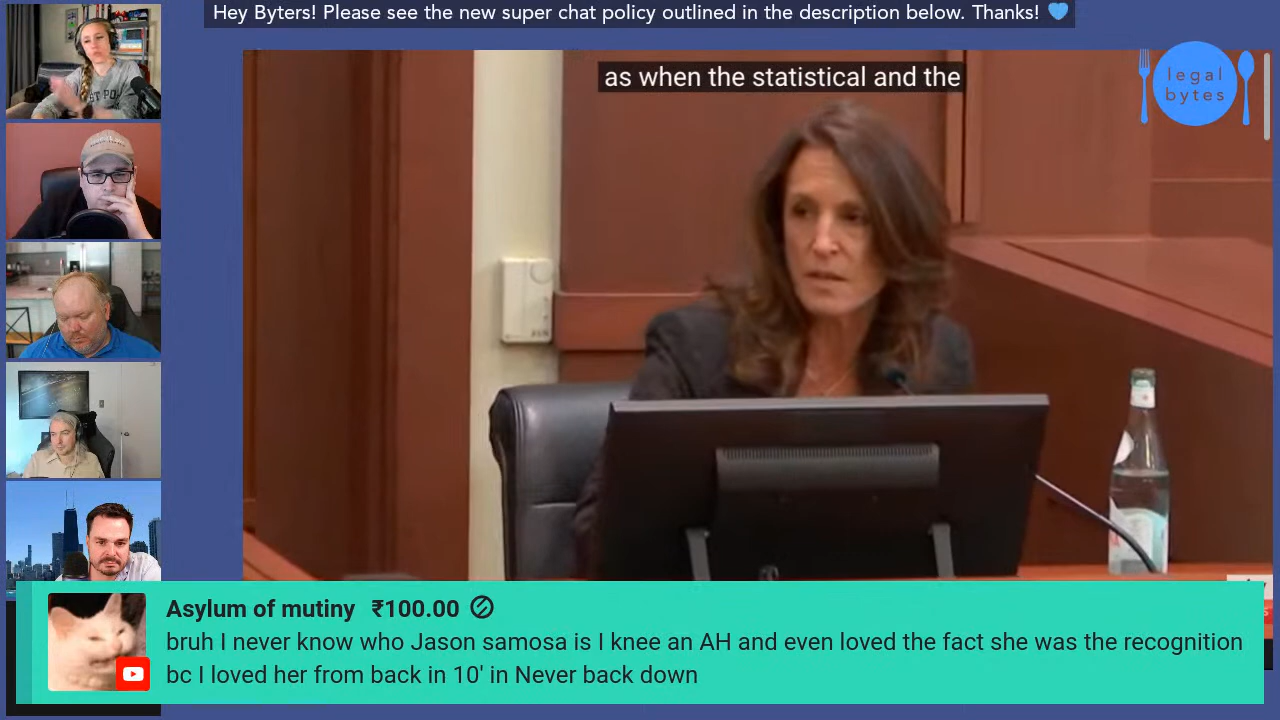 Hey Byters! Please see the new super chat policy outlined in the description below. Thanks! 💙
as when the statistical and the
legal
bytes
Asylum of mutiny ₹100.00
bruh I never know who Jason samosa is I knee an AH and even loved the fact she was the recognition
bc I loved her from back in 10' in Never back down